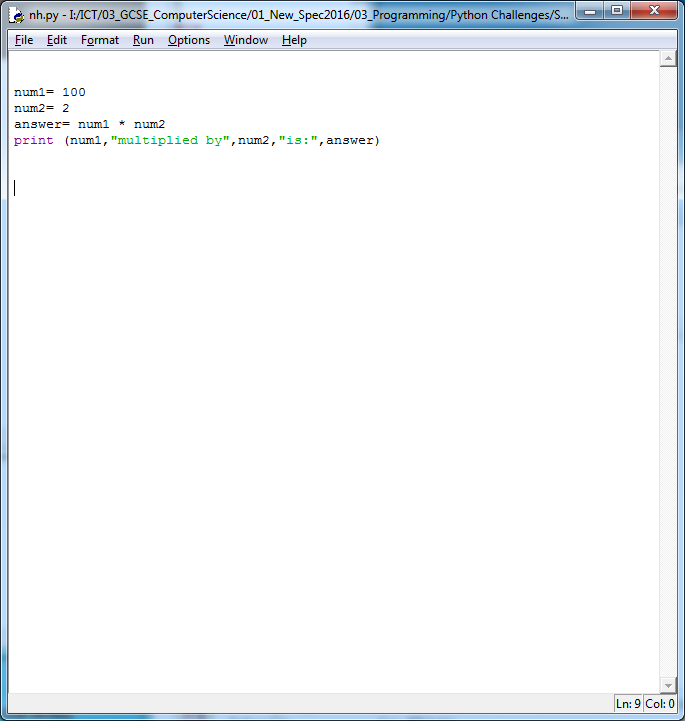 nh.py - I:/ICT/03_GCSE_ComputerScience/01_New_Spec2016/03_Programming/Python Challenges/S...
File Edit Format Run Options Window Help
num1= 100
num2= 2
answer= num1 * num2
print (num1,"multiplied by",num2,"is:",answer)
Ln: 9 Col: 0